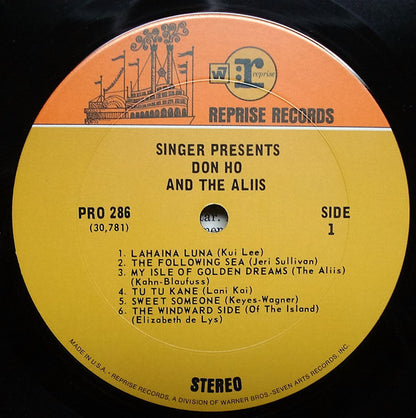 W
r: reprise
REPRISE RECORDS
SINGER PRESENTS
DON HO
AND THE ALIIS
PRO 286
(30,781)
SIDE
1
1. LAHAINA LUNA (Kui Lee)
2. THE FOLLOWING SEA (Jeri Sullivan)
3. MY ISLE OF GOLDEN DREAMS (The Aliis)
(Kahn-Blaufuss)
4. TU TU KANE (Lani Kai)
5. SWEET SOMEONE (Keyes-Wagner)
6. THE WINDWARD SIDE (Of The Island)
(Elizabeth de Lys)
STEREO
MADE IN U.S.A. - REPRISE RECORDS, A DIVISION OF WARNER BROS.-SEVEN ARTS RECORDS, INC.